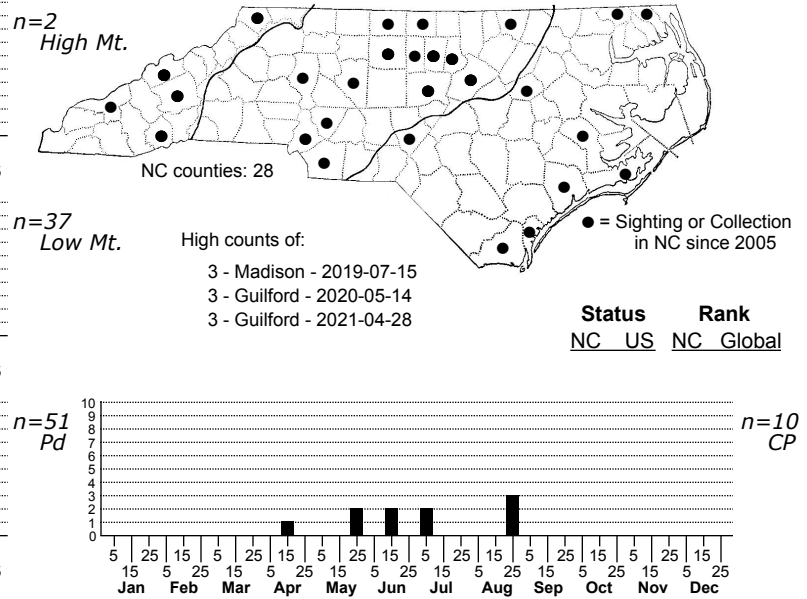 n=2
High Mt.
NC counties: 28
n=37
Low Mt.
High counts of:
3 - Madison - 2019-07-15
3 - Guilford - 2020-05-14
3 - Guilford - 2021-04-28
● = Sighting or Collection
in NC since 2005
Status Rank
NC US NC Global
n=51
Pd
n=10
CP
10
9
8
7
6
5
4
3
2
1
0
5 25 15 5 25 15 5 25 15 5 25 15 5 25 15 5 25 15
15 5 25 15 5 25 15 5 25 15 5 25 15 5 25 15 5 25
Jan Feb Mar Apr May Jun Jul Aug Sep Oct Nov Dec